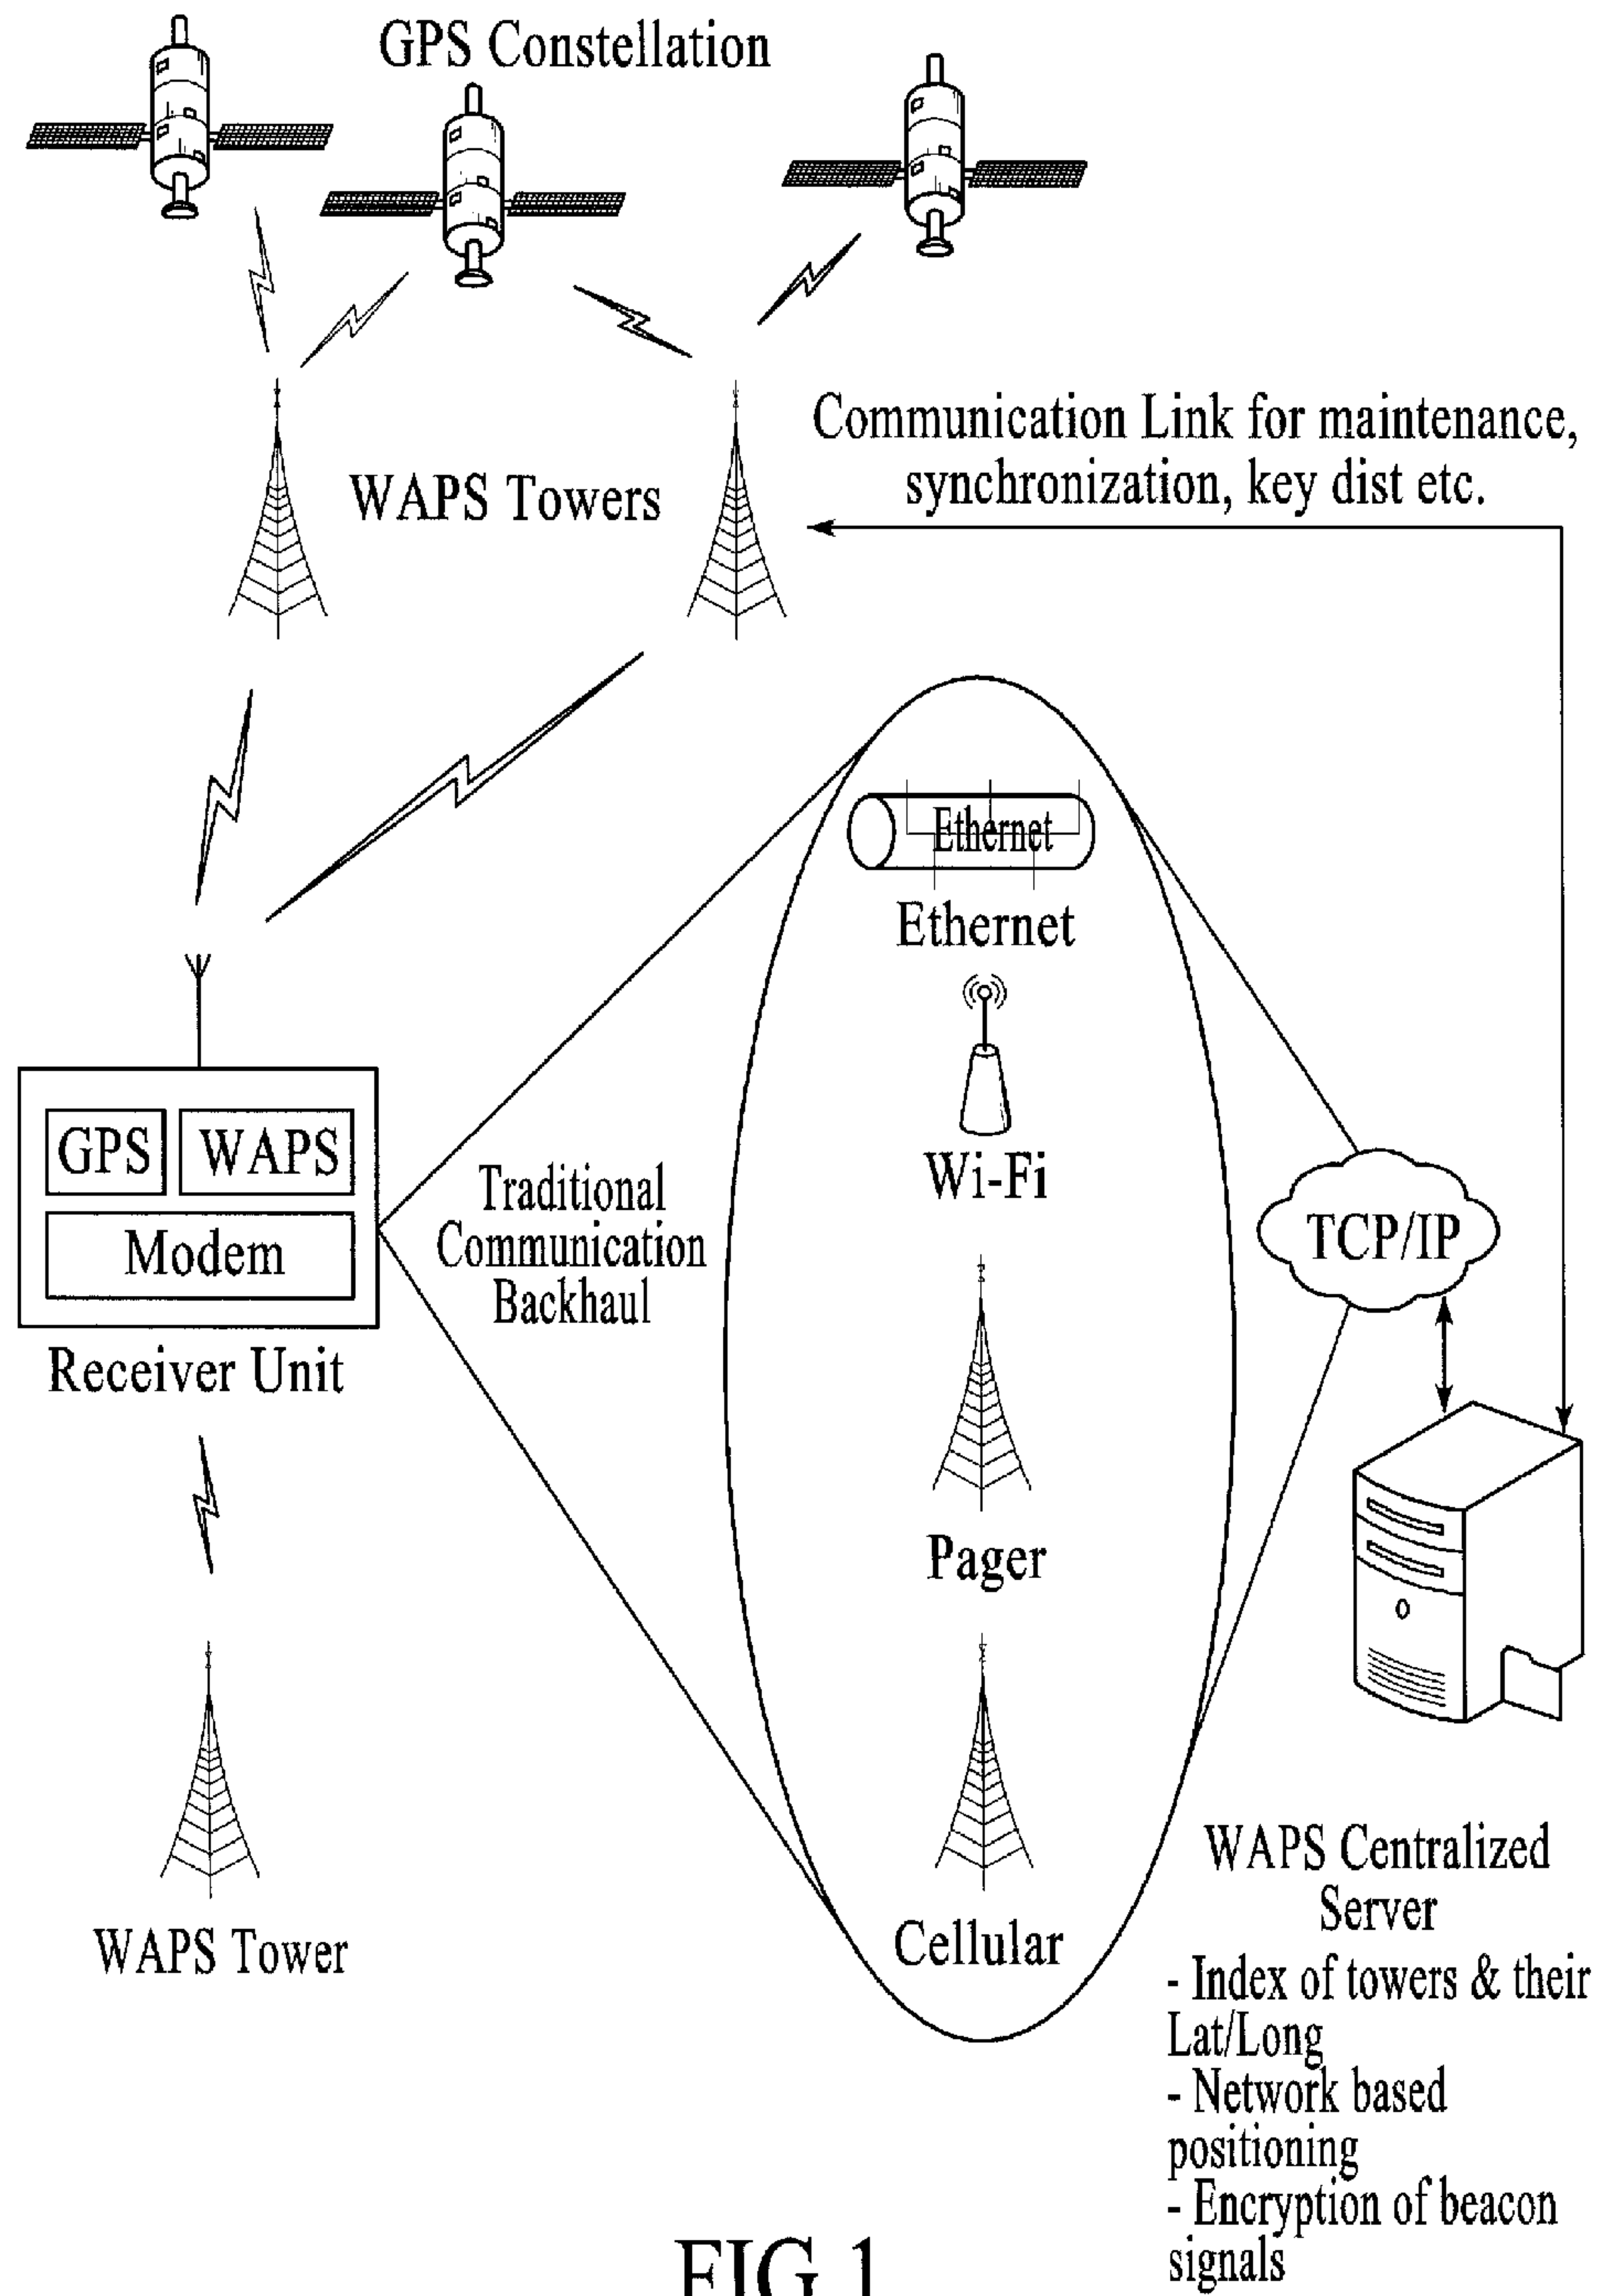 GPS Constellation
Communication Link for maintenance,
synchronization, key dist etc.
WAPS Towers
Ethernet
Ethernet
Wi-Fi
GPS
WAPS
Modem
Traditional
Communication
Backhaul
TCP/IP
Receiver Unit
Pager
WAPS Tower
Cellular
WAPS Centralized
Server
- Index of towers & their
Lat/Long
- Network based
positioning
- Encryption of beacon
signals
FIG.1